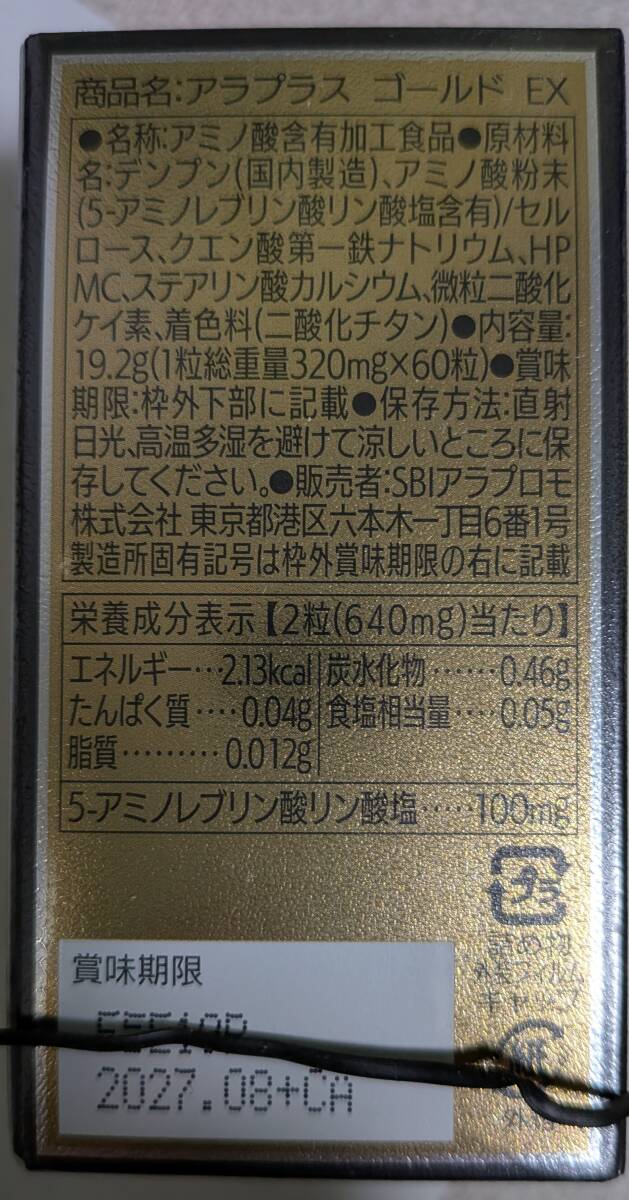 商品名:アラプラス ゴールド EX
●名称:アミノ酸含有加工食品●原材料
名:デンプン(国内製造)、アミノ酸粉末
(5-アミノレブリン酸リン酸塩含有)/セル
ロース、クエン酸第一鉄ナトリウム、HP
MC、ステアリン酸カルシウム、微粒二酸化
ケイ素、着色料(二酸化チタン)●内容量:
19.2g(1粒総重量320mg×60粒)●賞味
期限:枠外下部に記載●保存方法:直射
日光、高温多湿を避けて涼しいところに保
存してください。●販売者:SBIアラプロモ
株式会社 東京都港区六本木一丁目6番1号
製造所固有記号は枠外賞味期限の右に記載
栄養成分表示【2粒(640mg)当たり】
エネルギー…2.13kcal
たんぱく質‥‥0.04g
脂質………0.012g
炭水化物……0.46g
食塩相当量‥‥0.05g
5-アミノレブリン酸リン酸塩‥‥‥100mg
プラ
詰め物
外装フィルム
キャップ
紙
賞味期限
2027.08+CA